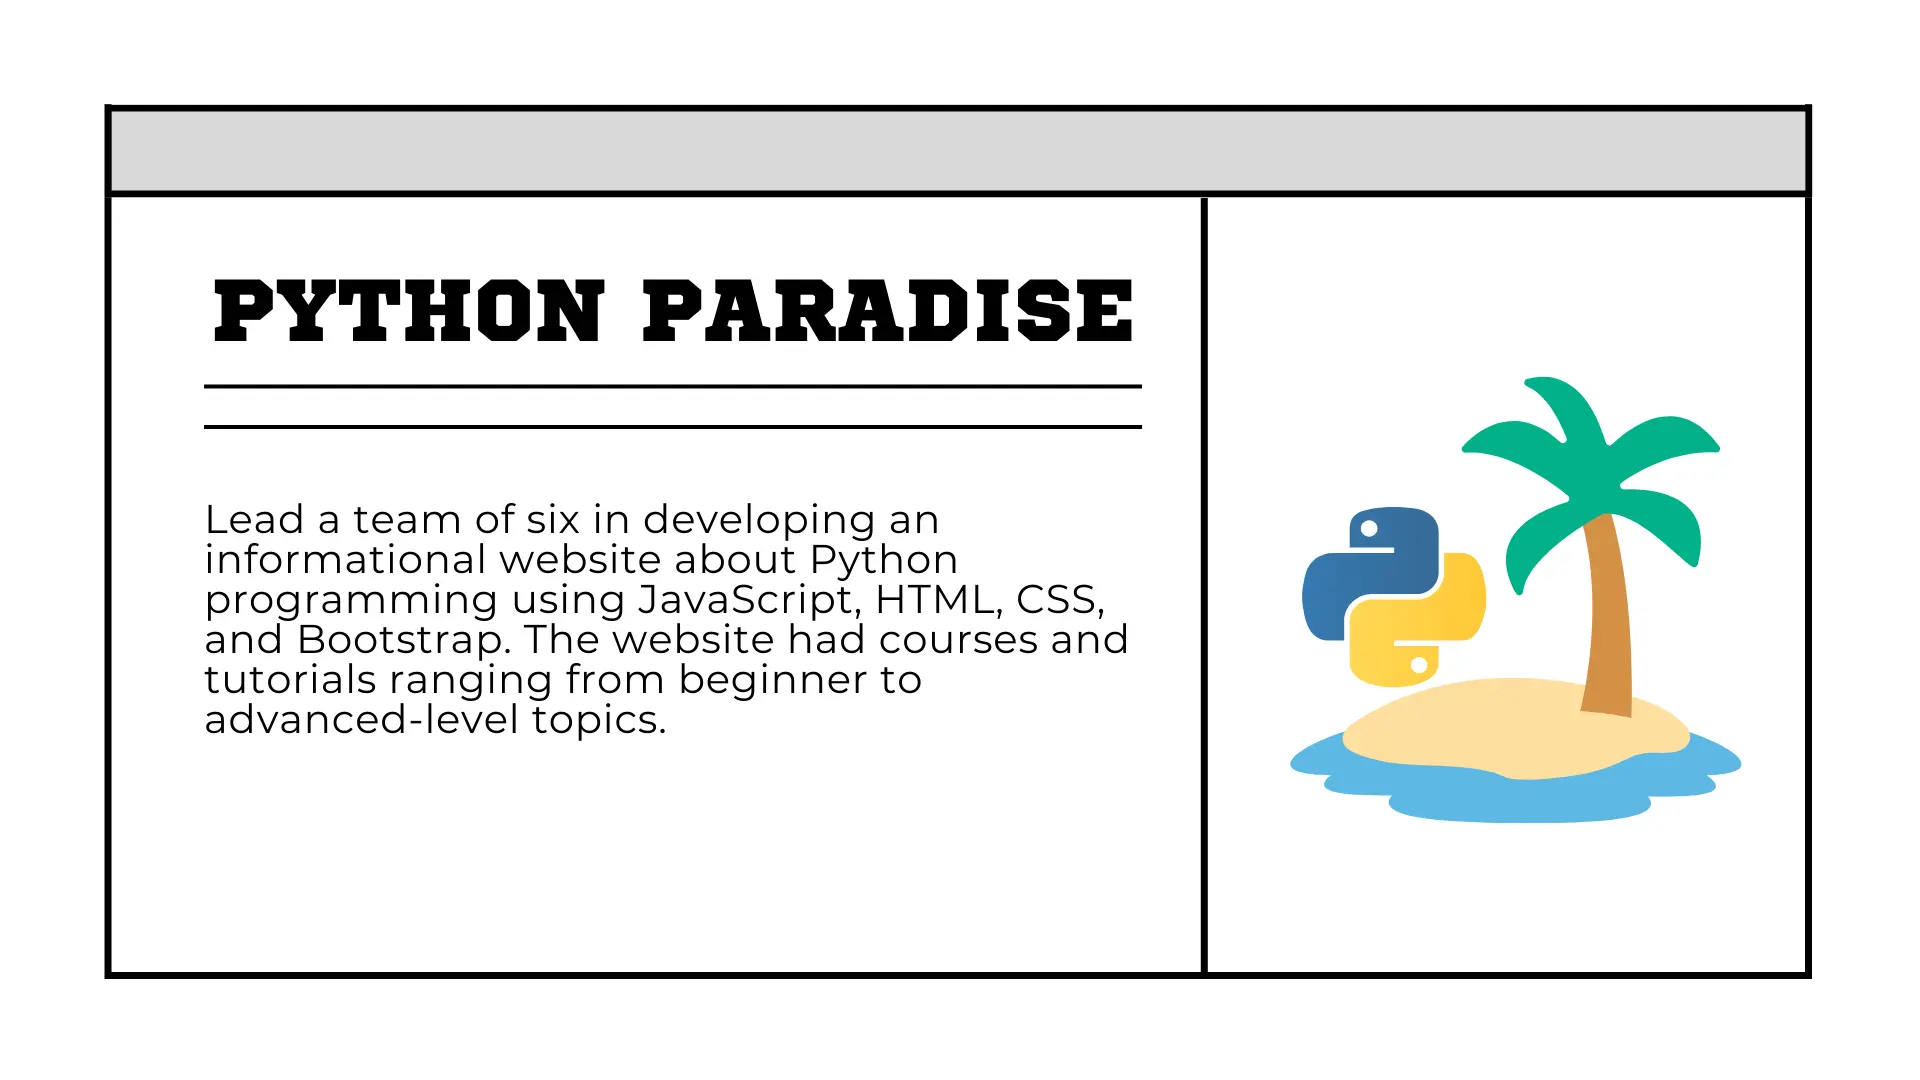 PYTHON PARADISE
Lead a team of six in developing an
informational website about Python
programming using JavaScript, HTML, CSS,
and Bootstrap. The website had courses and
tutorials ranging from beginner to
advanced-level topics.